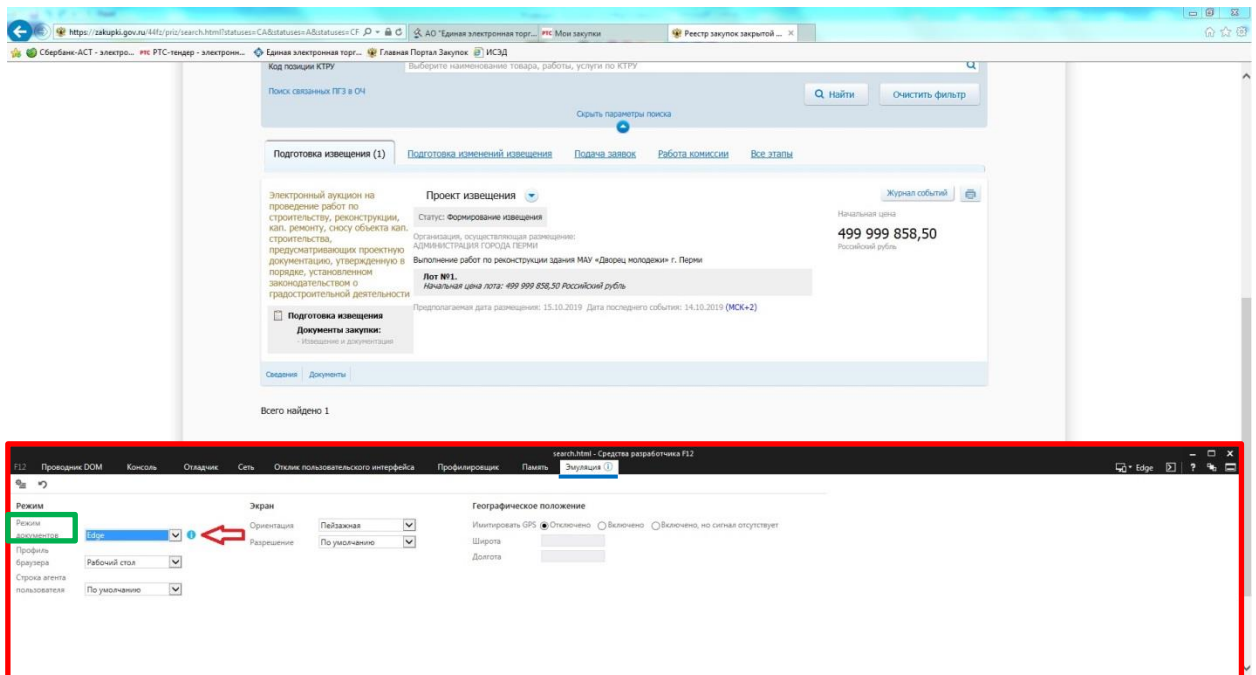 https://zakupki.gov.ru/44fz/priz/search.html?statuses=CA&statuses=A&statuses=CF
АО "Единая электронная торг...
РТС Мои закупки
Реестр закупок закрытой ...
Сбербанк-АСТ - электро...
РТС РТС-тендер - электронн...
Единая электронная торг...
Главная Портал Закупок
ИСЭД
Код позиции КТРУ
Выберите наименование товара, работы, услуги по КТРУ
Поиск связанных ПГЗ в ОЧ
Найти
Очистить фильтр
Скрыть параметры поиска
Подготовка извещения (1)
Подготовка изменений извещения
Подача заявок
Работа комиссии
Все этапы
Электронный аукцион на
проведение работ по
строительству, реконструкции,
кап. ремонту, сносу объекта кап.
строительства,
предусматривающих проектную
документацию, утвержденную в
порядке, установленном
законодательством о
градостроительной деятельности
Подготовка извещения
Документы закупки:
- Извещение и документация
Проект извещения
Статус: Формирование извещения
Организация, осуществляющая размещение:
АДМИНИСТРАЦИЯ ГОРОДА ПЕРМИ
Выполнение работ по реконструкции здания МАУ «Дворец молодежи» г. Перми
Лот №1.
Начальная цена лота: 499 999 858,50 Российский рубль
Предполагаемая дата размещения: 15.10.2019 Дата последнего события: 14.10.2019 (МСК+2)
Журнал событий
Начальная цена
499 999 858,50
Российский рубль
Сведения
Документы
Всего найдено 1
search.html - Средства разработчика F12
F12 Проводник DOM Консоль Отладчик Сеть Отклик пользовательского интерфейса Профилировщик Память Эмуляция
Edge
?
Режим
Режим
документов
Edge
Профиль
браузера
Рабочий стол
Строка агента
пользователя
По умолчанию
Экран
Ориентация
Пейзажная
Разрешение
По умолчанию
Географическое положение
Имитировать GPS Отключено Включено Включено, но сигнал отсутствует
Широта
Долгота